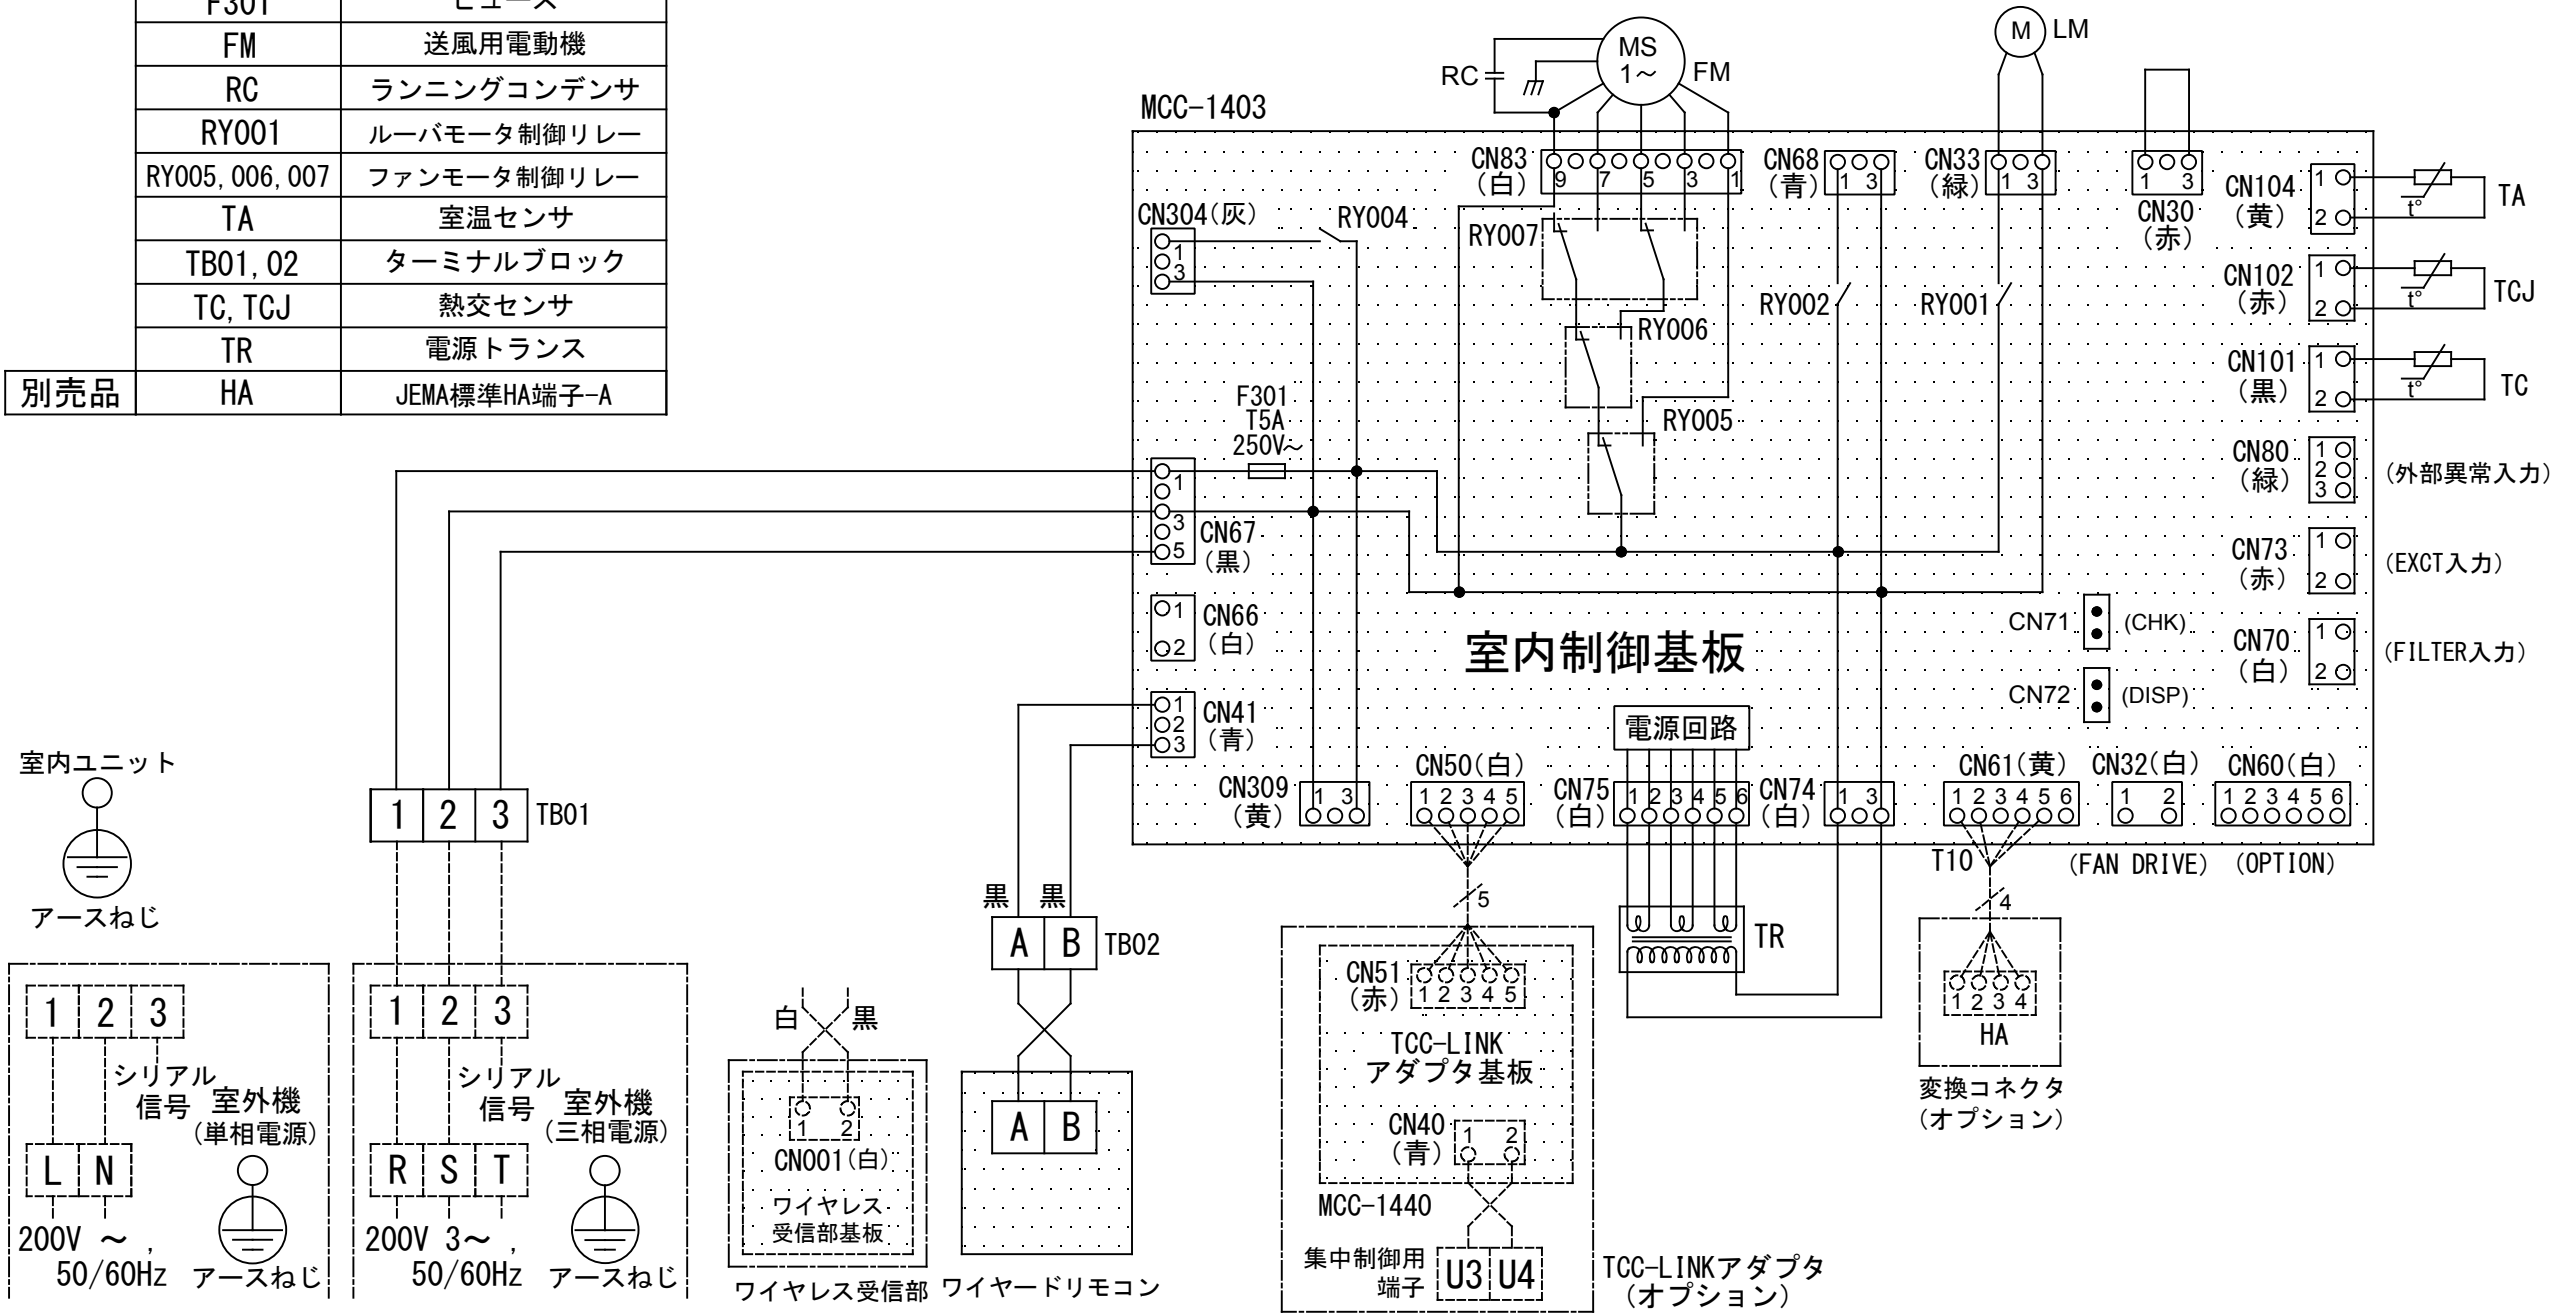 F301 ヒューズ
FM 送風用電動機
RC ランニングコンデンサ
RY001 ルーバモータ制御リレー
RY005,006,007 ファンモータ制御リレー
TA 室温センサ
TB01,02 ターミナルブロック
TC,TCJ 熱交センサ
TR 電源トランス
別売品 HA JEMA標準HA端子-A
MS
1～
FM
RC
M LM
MCC-1403
CN83
(白)
9 7 5 3 1
CN68
(青)
1 3
CN33
(緑)
1 3
1 3
CN30
(赤)
CN104
(黄)
1
2
t°
TA
CN304(灰)
1
3
RY004
RY007
RY002
RY001
CN102
(赤)
1
2
t°
TCJ
RY006
CN101
(黒)
1
2
t°
TC
F301
T5A
250V～
RY005
CN80
(緑)
1
2
3
(外部異常入力)
1
3
5
CN67
(黒)
CN73
(赤)
1
2
(EXCT入力)
1
2
CN66
(白)
室内制御基板
CN71 (CHK)
CN70
(白)
1
2
(FILTER入力)
CN72 (DISP)
1
2
3
CN41
(青)
電源回路
CN309
(黄)
1 3
CN50(白)
1 2 3 4 5
CN75
(白)
1 2 3 4 5 6
CN74
(白)
1 3
CN61(黄)
1 2 3 4 5 6
CN32(白)
1 2
CN60(白)
1 2 3 4 5 6
T10
(FAN DRIVE)
(OPTION)
室内ユニット
アースねじ
1 2 3 TB01
黒 黒
A B TB02
5
TR
4
CN51
(赤)
1 2 3 4 5
TCC-LINK
アダプタ基板
CN40
(青)
1 2
MCC-1440
集中制御用
端子
U3 U4
TCC-LINKアダプタ
(オプション)
1 2 3 4
HA
変換コネクタ
(オプション)
1 2 3
シリアル
信号
室外機
(単相電源)
L N
200V ～ ,
50/60Hz
アースねじ
1 2 3
シリアル
信号
室外機
(三相電源)
R S T
200V 3～ ,
50/60Hz
アースねじ
白 黒
1 2
CN001(白)
ワイヤレス
受信部基板
ワイヤレス受信部
A B
ワイヤードリモコン